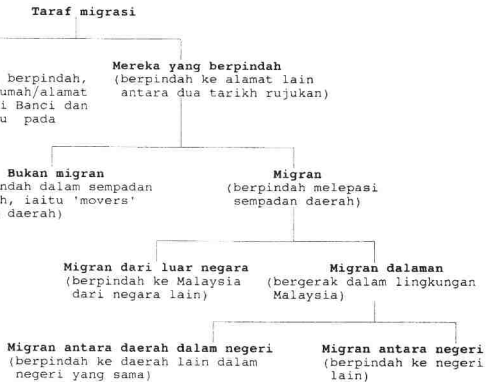 Taraf migrasi
Mereka yang berpindah
berpindah, (berpindah ke alamat lain
umah/alamat antara dua tarikh rujukan)
i Banci dan
u pada
Bukan migran Migran
ndah dalam sempadan (berpindah melepasi
h, iaitu 'movers' sempadan daerah)
daerah)
Migran dari luar negara Migran dalaman
(berpindah ke Malaysia (bergerak dalam lingkungan
dari negara lain) Malaysia)
Migran antara daerah dalam negeri Migran antara negeri
(berpindah ke daerah lain dalam (berpindah ke negeri
negeri yang sama) lain)